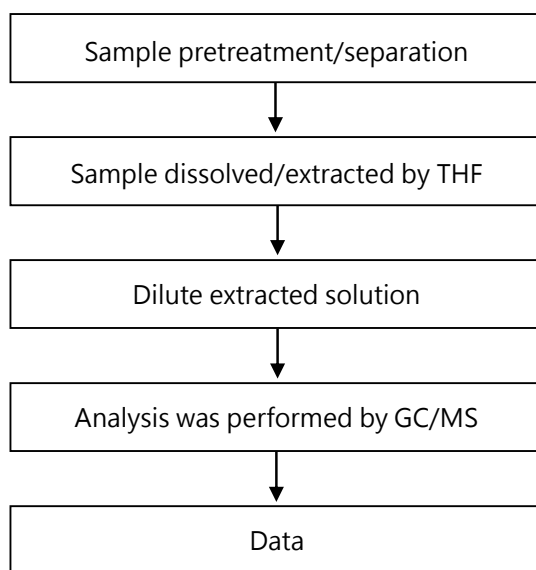 Sample pretreatment/separation
Sample dissolved/extracted by THF
Dilute extracted solution
Analysis was performed by GC/MS
Data